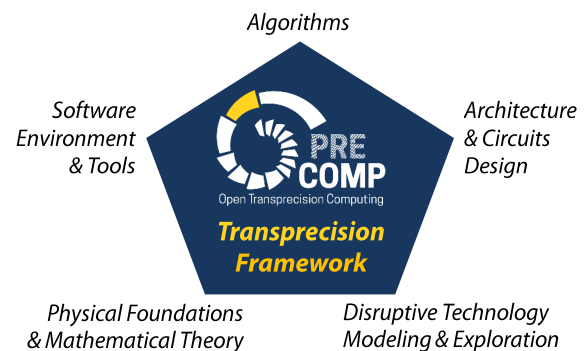 Algorithms
Software
Environment
& Tools
Architecture
& Circuits
Design
PRE
COMP
Open Transprecision Computing
Transprecision
Framework
Physical Foundations
& Mathematical Theory
Disruptive Technology
Modeling & Exploration